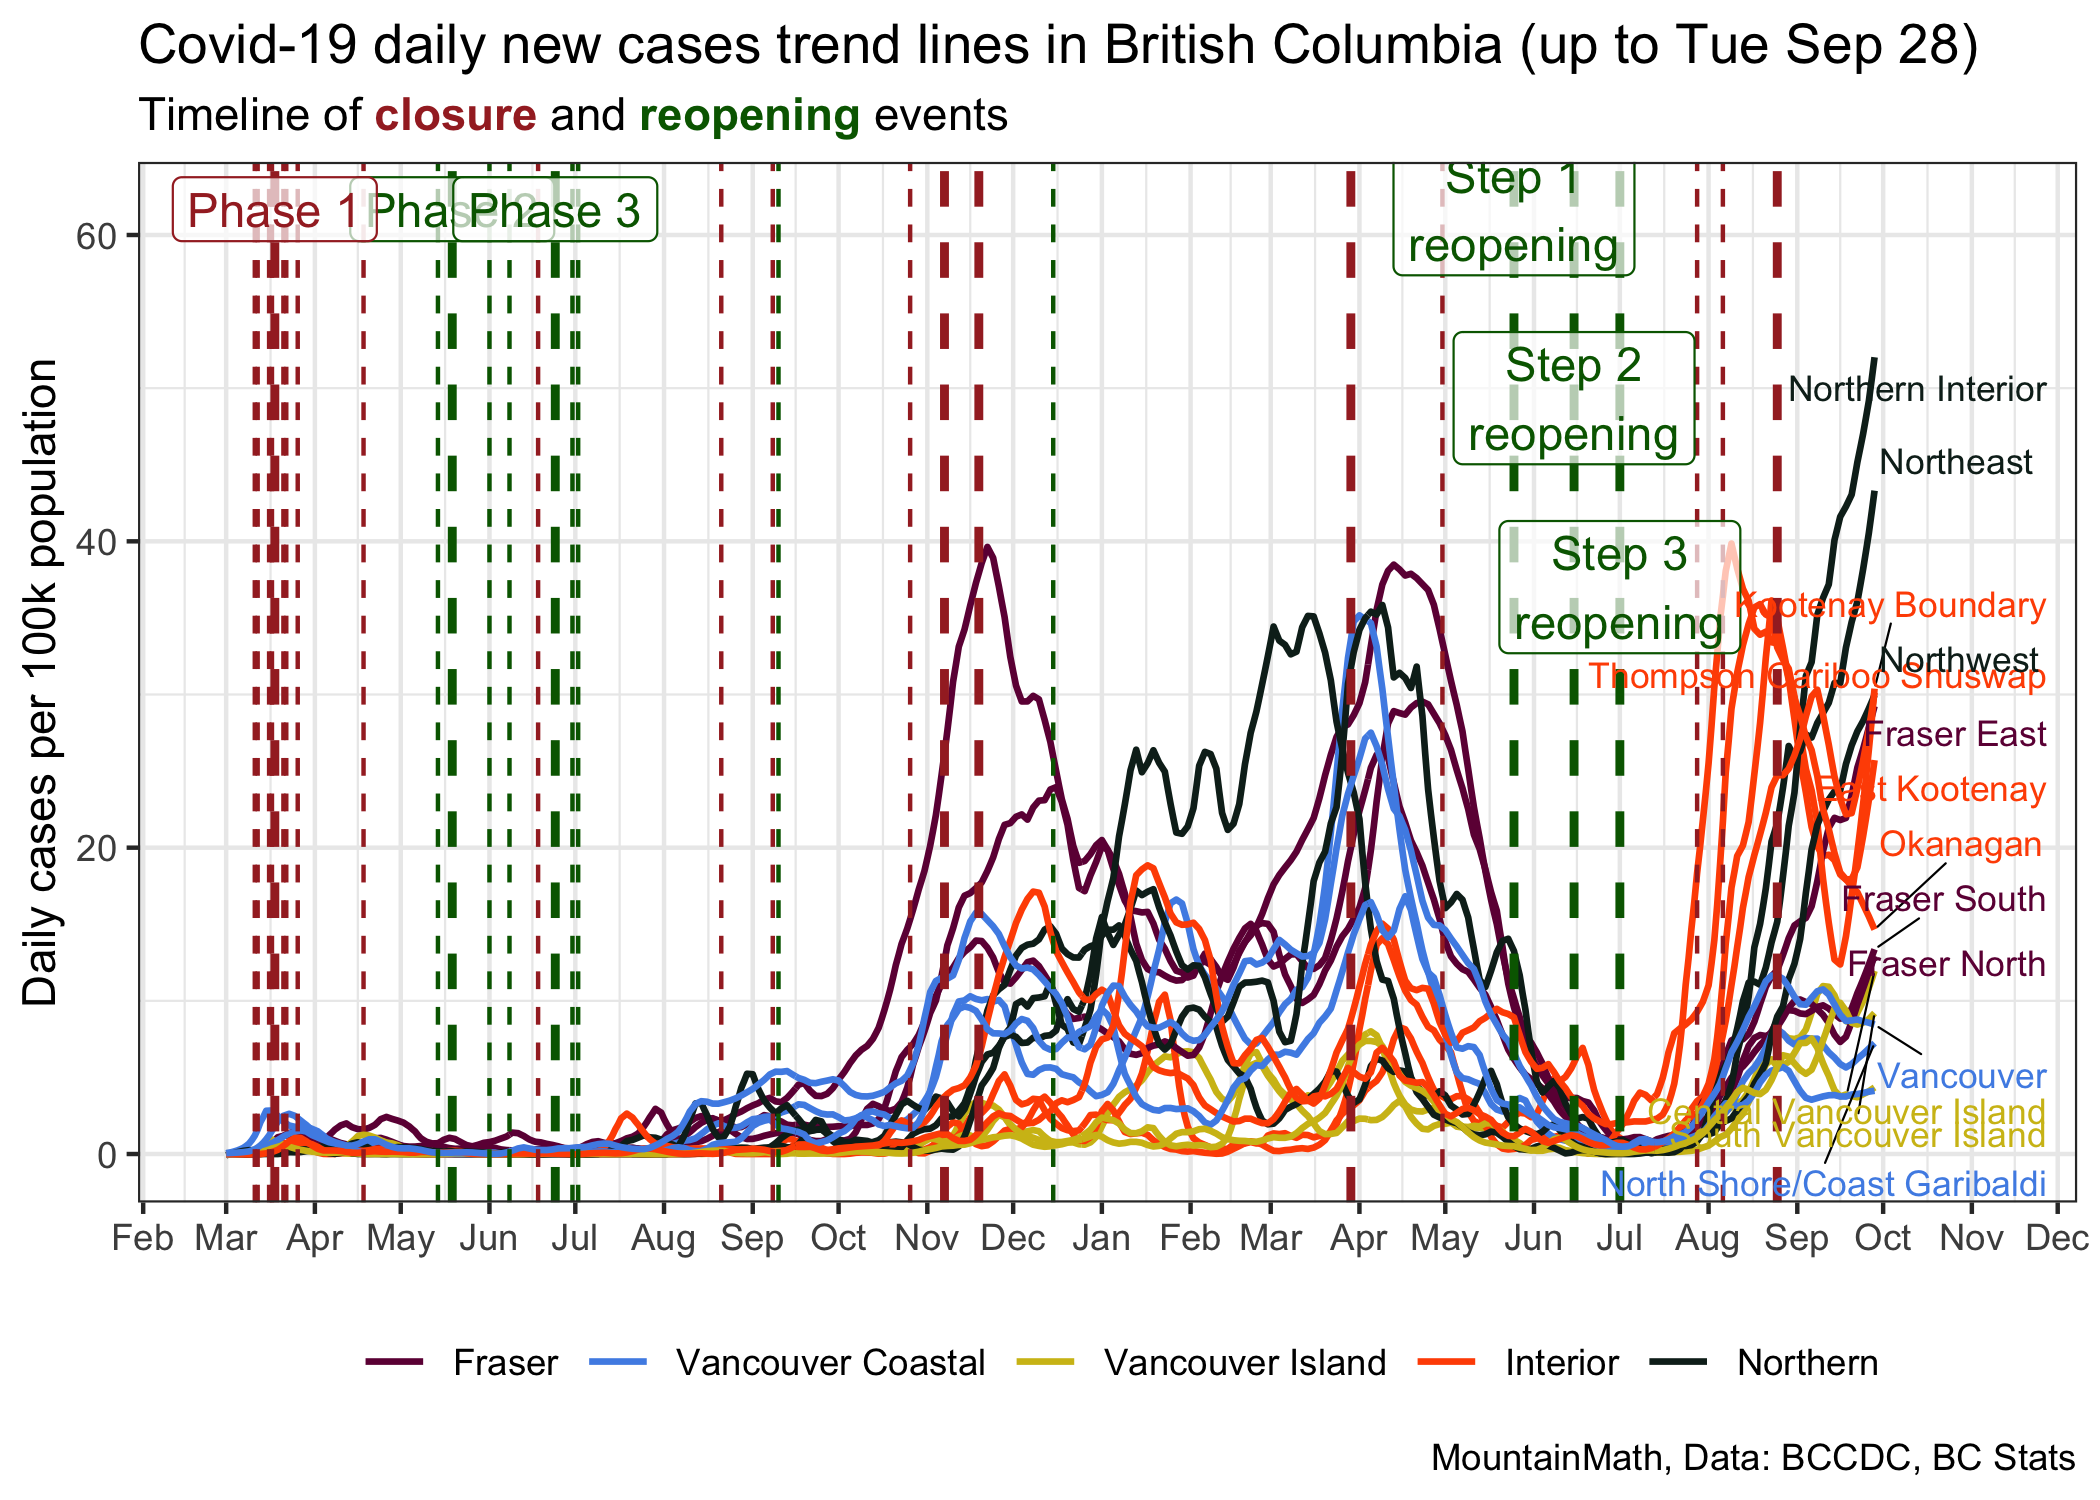 Covid-19 daily new cases trend lines in British Columbia (up to Tue Sep 28)
Timeline of closure and reopening events
Daily cases per 100k population
60
40
20
0
Phase 1
Phase 2
Phase 3
Step 1
reopening
Step 2
reopening
Step 3
reopening
Northern Interior
Northeast
Kootenay Boundary
Northwest
Thompson Cariboo Shuswap
Fraser East
East Kootenay
Okanagan
Fraser South
Fraser North
Vancouver
Central Vancouver Island
Vancouver Island
North Shore/Coast Garibaldi
Feb Mar Apr May Jun Jul Aug Sep Oct Nov Dec Jan Feb Mar Apr May Jun Jul Aug Sep Oct Nov Dec
Fraser Vancouver Coastal Vancouver Island Interior Northern
MountainMath, Data: BCCDC, BC Stats